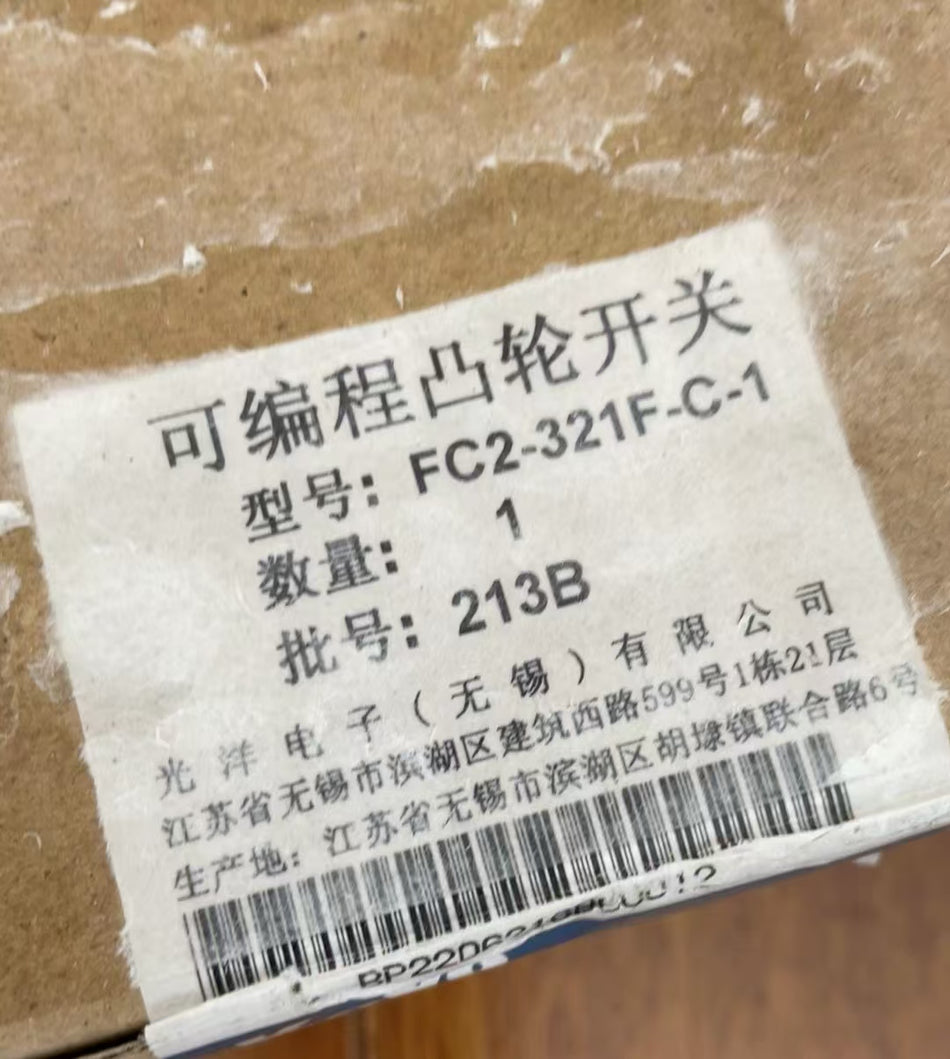 可编程凸轮开关
型号: FC2-321F-C-1
数量: 1
批号: 213B
光洋电子(无锡)有限公司
江苏省无锡市滨湖区建筑西路599号1栋21层
生产地: 江苏省无锡市滨湖区胡埭镇联合路6号